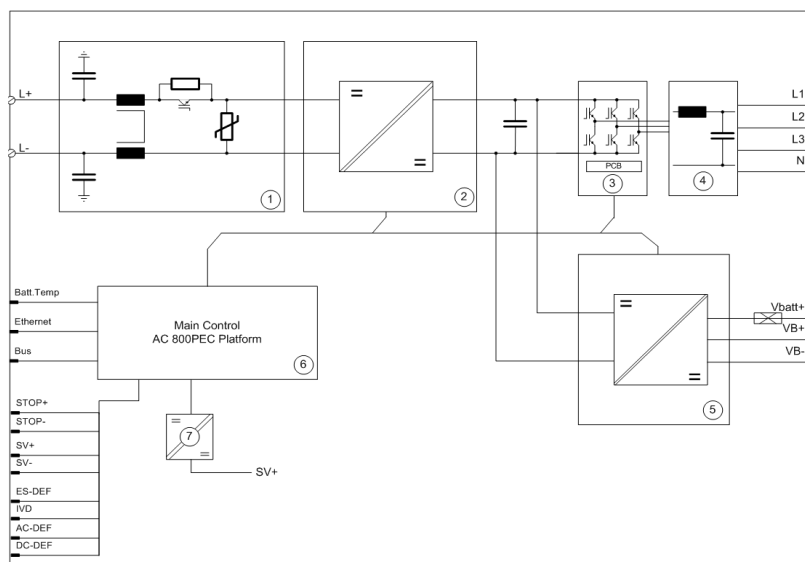 L+
L-
1
2
PCB
3
4
L1
L2
L3
N
Batt.Temp
Ethernet
Bus
Main Control
AC 800PEC Platform
6
Vbatt+
VB+
VB-
5
STOP+
STOP-
SV+
SV-
7
SV+
ES-DEF
IVD
AC-DEF
DC-DEF